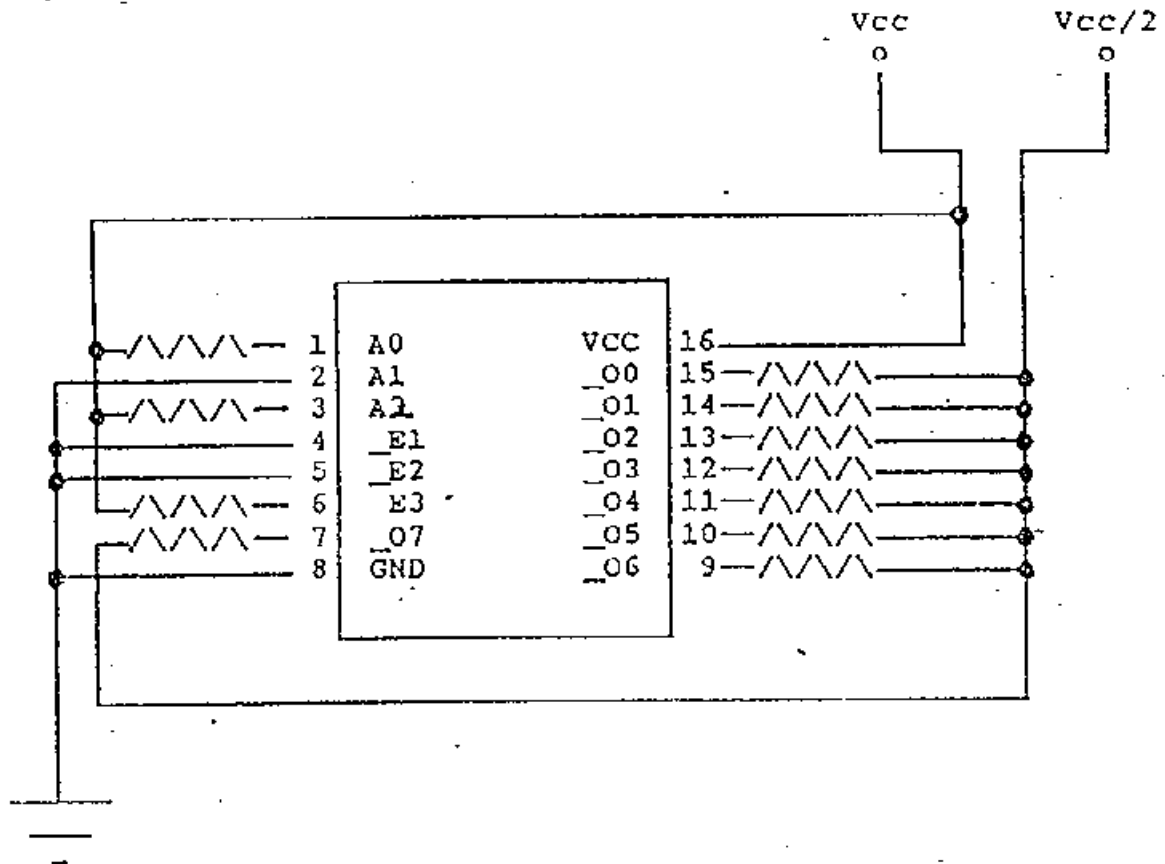 Vcc Vcc/2
1 A0 VCC 16
2 A1 _O0 15
3 A2 _O1 14
4 _E1 _O2 13
5 _E2 _O3 12
6 E3 _O4 11
7 _O7 _O5 10
8 GND _O6 9